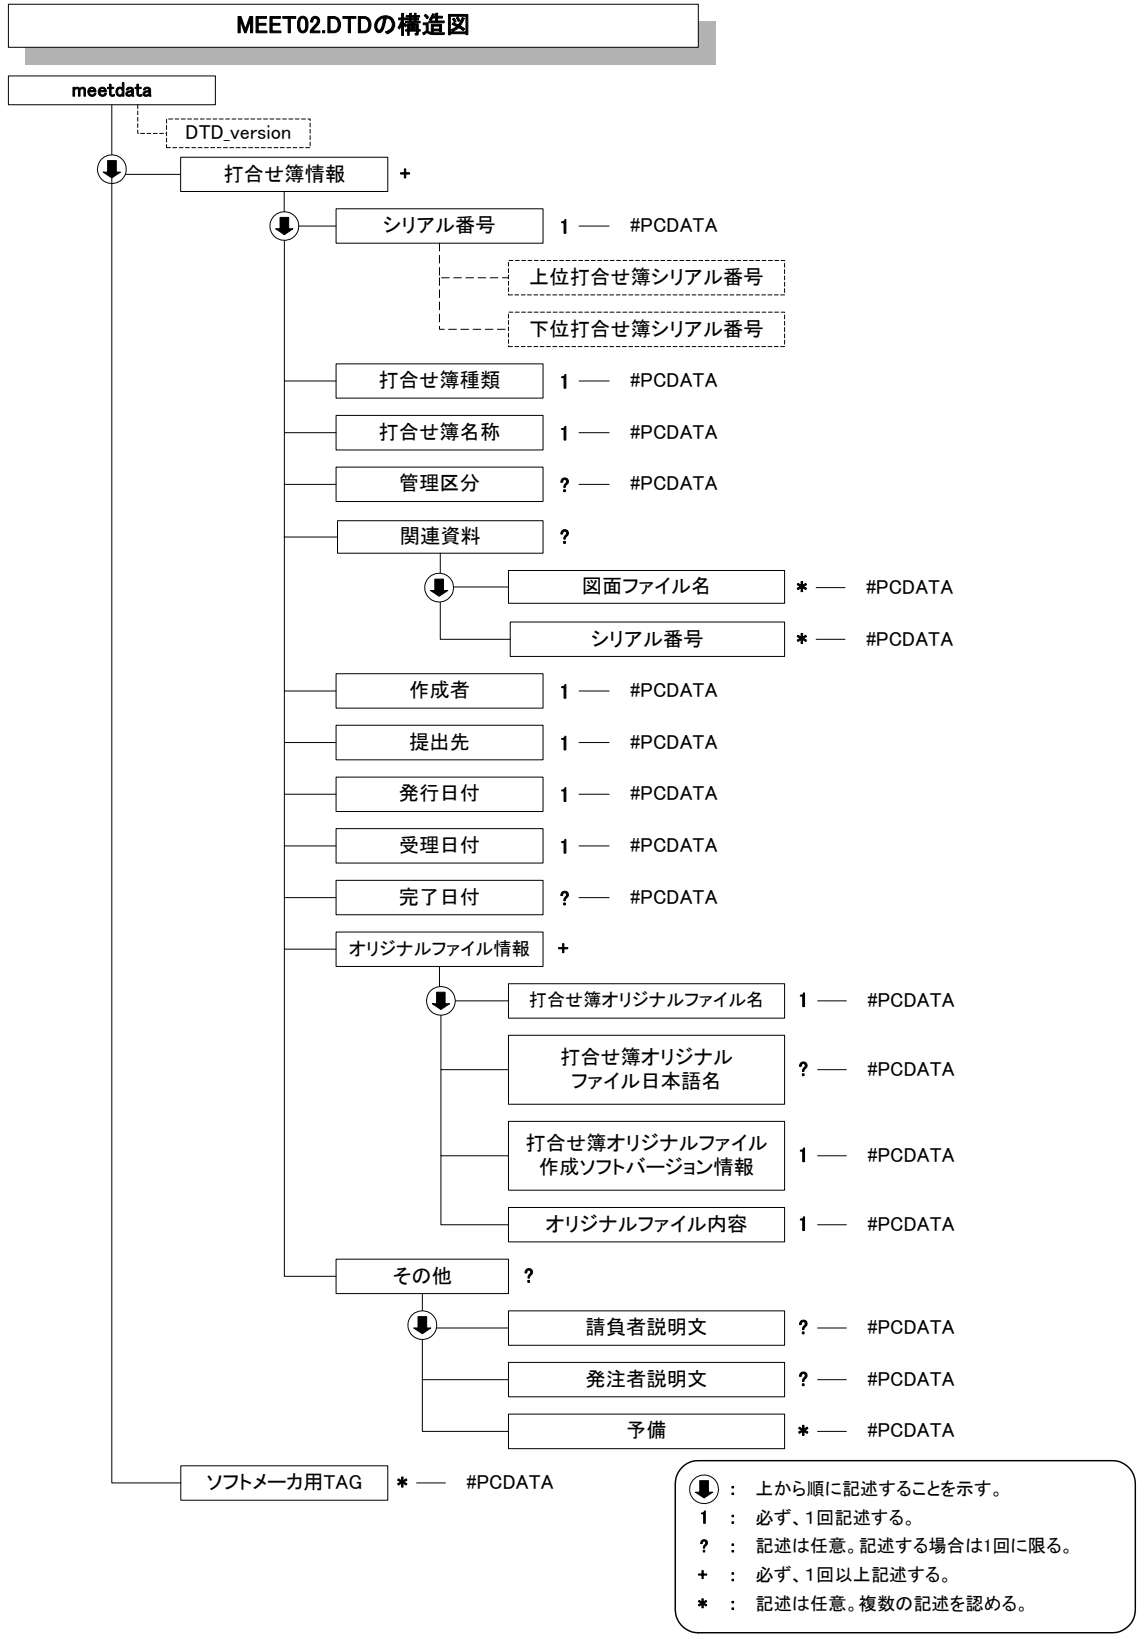 MEET02.DTDの構造図
meetdata
DTD_version
打合せ簿情報 +
シリアル番号 1 #PCDATA
上位打合せ簿シリアル番号
下位打合せ簿シリアル番号
打合せ簿種類 1 #PCDATA
打合せ簿名称 1 #PCDATA
管理区分 ? #PCDATA
関連資料 ?
図面ファイル名 * #PCDATA
シリアル番号 * #PCDATA
作成者 1 #PCDATA
提出先 1 #PCDATA
発行日付 1 #PCDATA
受理日付 1 #PCDATA
完了日付 ? #PCDATA
オリジナルファイル情報 +
打合せ簿オリジナルファイル名 1 #PCDATA
打合せ簿オリジナル
ファイル日本語名 ? #PCDATA
打合せ簿オリジナルファイル
作成ソフトバージョン情報 1 #PCDATA
オリジナルファイル内容 1 #PCDATA
その他 ?
請負者説明文 ? #PCDATA
発注者説明文 ? #PCDATA
予備 * #PCDATA
ソフトメーカ用TAG * #PCDATA
： 上から順に記述することを示す。
1 ： 必ず、1回記述する。
? ： 記述は任意。記述する場合は1回に限る。
+ ： 必ず、1回以上記述する。
* ： 記述は任意。複数の記述を認める。